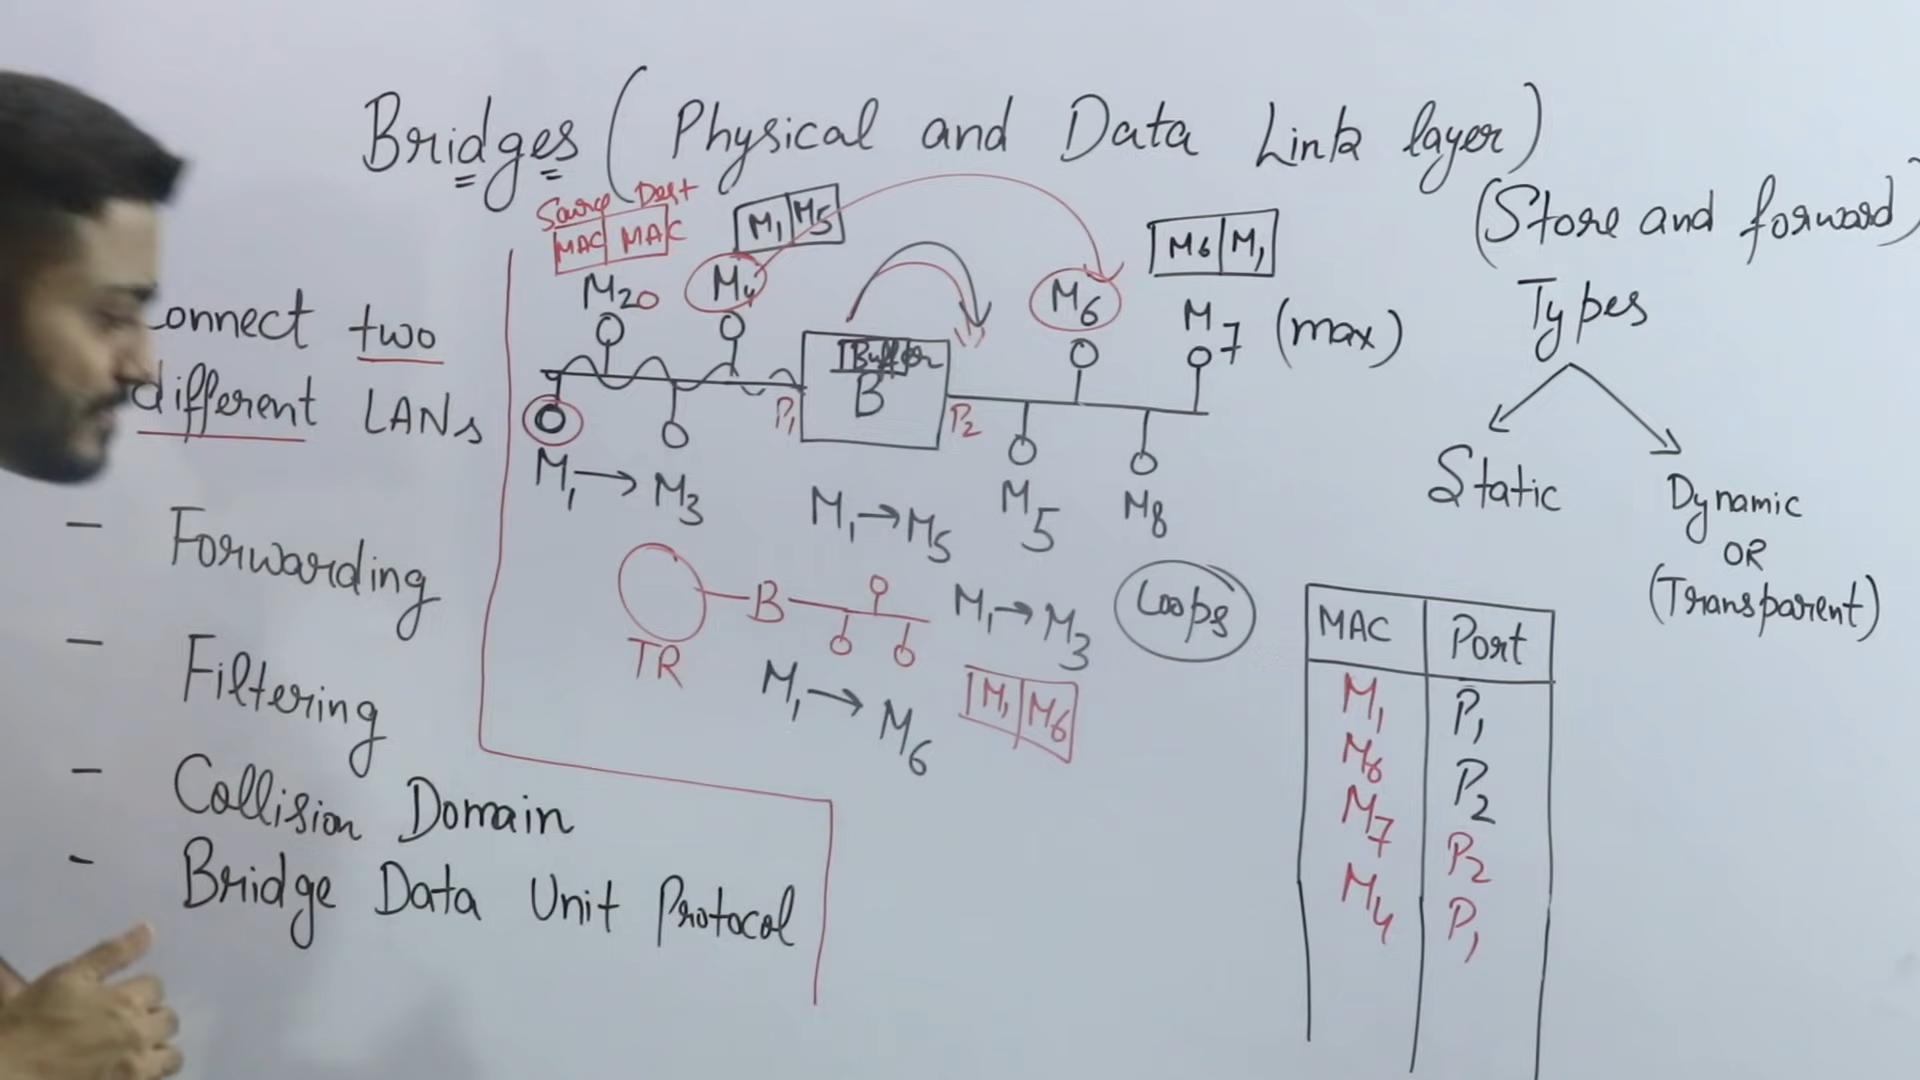 Bridges (Physical and Data Link layer)
(Store and forward)
Source Dest
MAC MAC
M1 M5
M6 M1
M20
M4
M6
M7 (max)
Types
onnect two
different LANs
Buffer
B
P1
P2
M1 → M3
M1 → M5
M5
M8
Static
Dynamic
OR
(Transparent)
- Forwarding
TR
B
M1 → M3
Loops
M1 → M6
M1 M6
- Filtering
- Collision Domain
- Bridge Data Unit Protocol
MAC Port
M1 P1
M6 P2
M7 P2
M4 P1